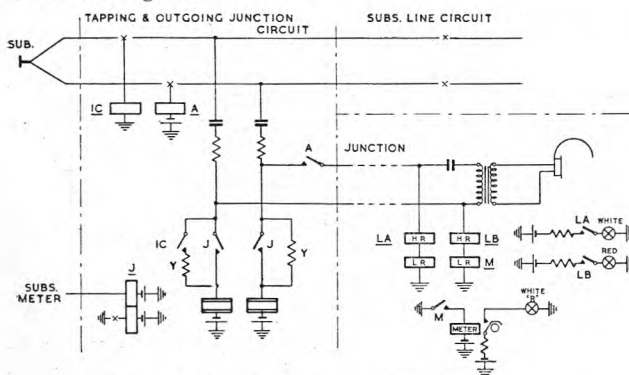 TAPPING & OUTGOING JUNCTION CIRCUIT
SUBS. LINE CIRCUIT
SUB.
IC
A
A
JUNCTION
IC
J
J
Y
Y
LA
HR
HR
LB
LR
LR
M
LA
WHITE
RED
LB
SUBS. METER
J
M
METER
WHITE "B"